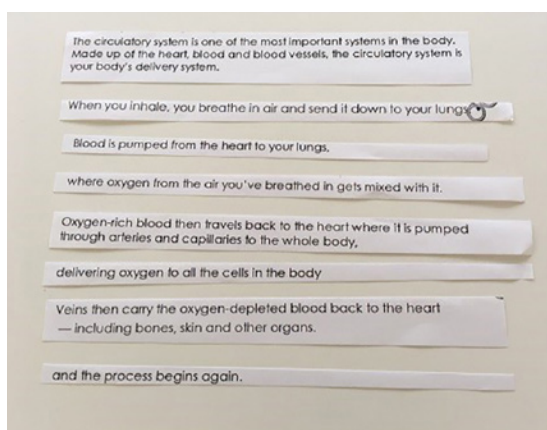 The circulatory system is one of the most important systems in the body.
Made up of the heart, blood and blood vessels, the circulatory system is
your body's delivery system.
When you inhale, you breathe in air and send it down to your lungs
Blood is pumped from the heart to your lungs,
where oxygen from the air you've breathed in gets mixed with it.
Oxygen-rich blood then travels back to the heart where it is pumped
through arteries and capillaries to the whole body,
delivering oxygen to all the cells in the body
Veins then carry the oxygen-depleted blood back to the heart
— including bones, skin and other organs.
and the process begins again.